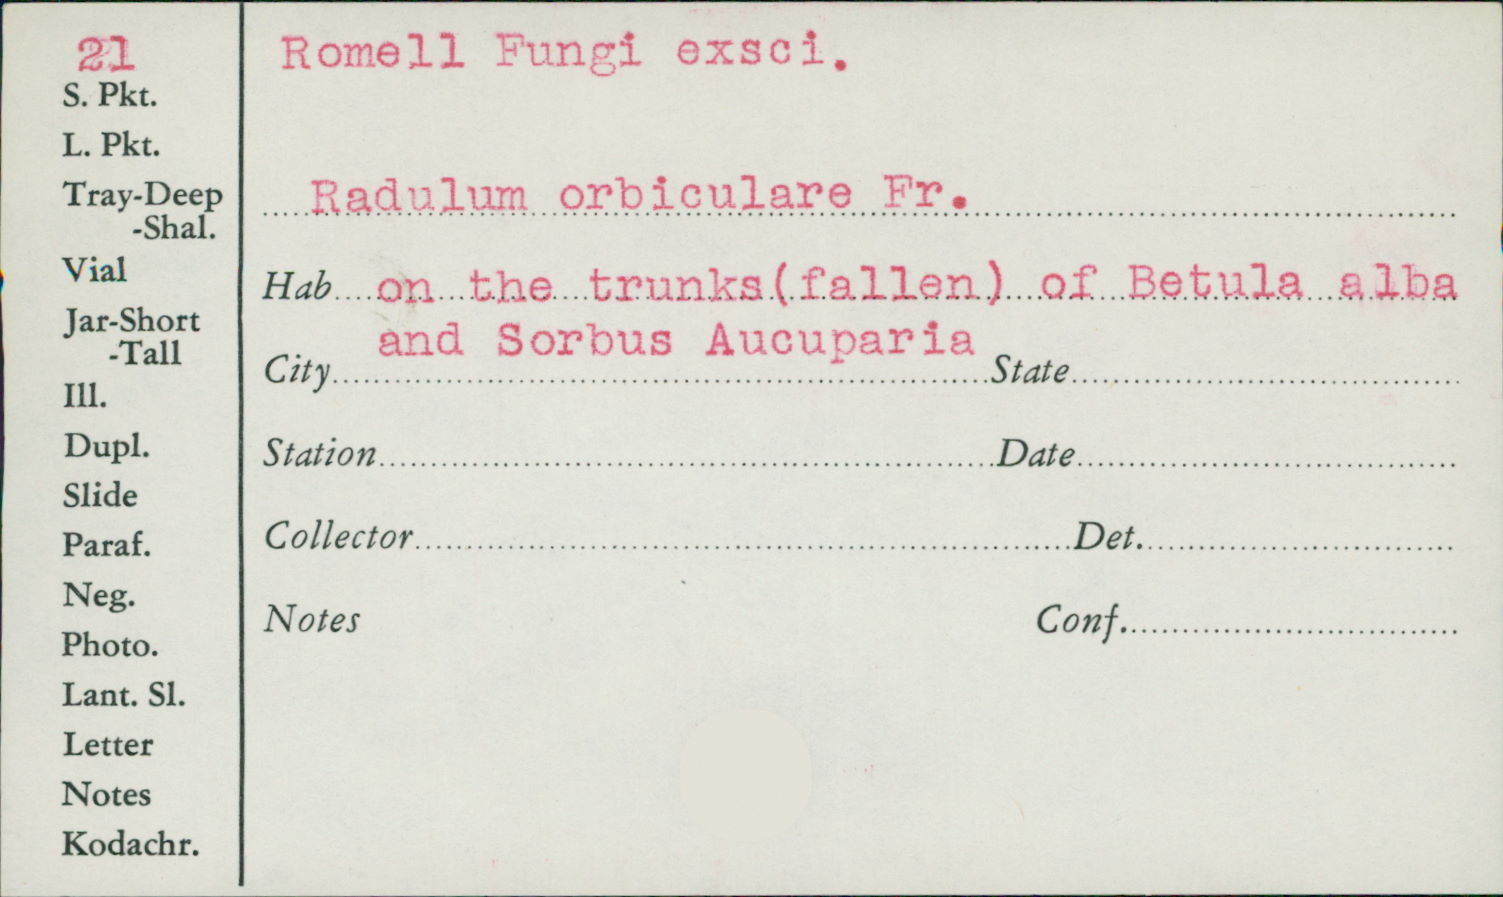 21
S. Pkt.
L. Pkt.
Tray-Deep
-Shal.
Vial
Jar-Short
-Tall
Ill.
Dupl.
Slide
Paraf.
Neg.
Photo.
Lant. Sl.
Letter
Notes
Kodachr.
Romell Fungi exsci.
Radulum orbiculare Fr.
Hab on the trunks(fallen) of Betula alba
and Sorbus Aucuparia
City State
Station Date
Collector Det.
Notes Conf.